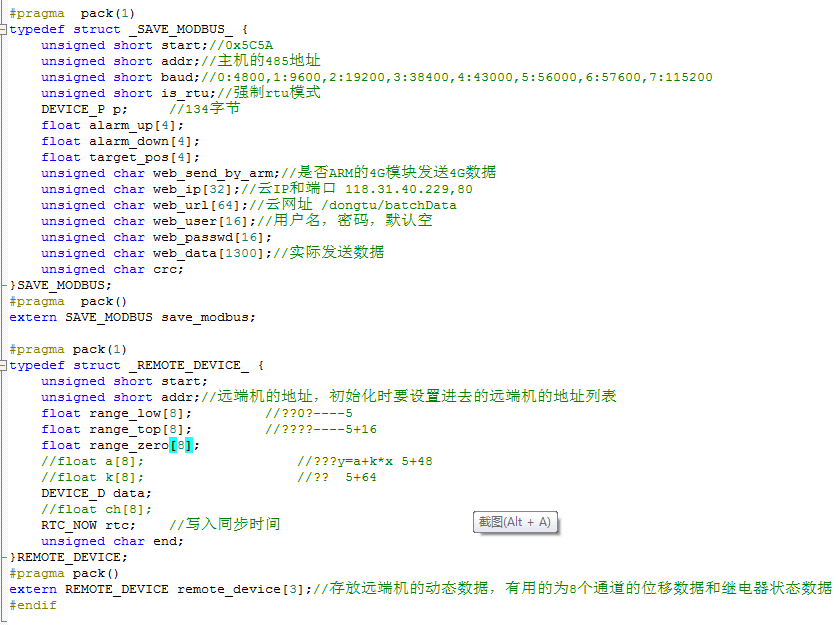 #pragma  pack(1)
typedef struct _SAVE_MODBUS_ {
    unsigned short start;//0x5C5A
    unsigned short addr;//主机的485地址
    unsigned short baud;//0:4800,1:9600,2:19200,3:38400,4:43000,5:56000,6:57600,7:115200
    unsigned short is_rtu;//强制rtu模式
    DEVICE_P p;     //134字节
    float alarm_up[4];
    float alarm_down[4];
    float target_pos[4];
    unsigned char web_send_by_arm;//是否ARM的4G模块发送4G数据
    unsigned char web_ip[32];//云IP和端口 118.31.40.229,80
    unsigned char web_url[64];//云网址 /dongtu/batchData
    unsigned char web_user[16];//用户名，密码，默认空
    unsigned char web_passwd[16];
    unsigned char web_data[1300];//实际发送数据
    unsigned char crc;
}SAVE_MODBUS;
#pragma  pack()
extern SAVE_MODBUS save_modbus;

#pragma pack(1)
typedef struct _REMOTE_DEVICE_ {
    unsigned short start;
    unsigned short addr;//远端机的地址，初始化时要设置进去的远端机的地址列表
    float range_low[8];         //??0?----5
    float range_top[8];         //????----5+16
    float range_zero[8];
    //float a[8];                   //???y=a+k*x 5+48
    //float k[8];                   //??  5+64
    DEVICE_D data;
    //float ch[8];
    RTC_NOW rtc;    //写入同步时间
    unsigned char end;
}REMOTE_DEVICE;
#pragma pack()
extern REMOTE_DEVICE remote_device[3];//存放远端机的动态数据，有用的为8个通道的位移数据和继电器状态数据
#endif
截图(Alt + A)